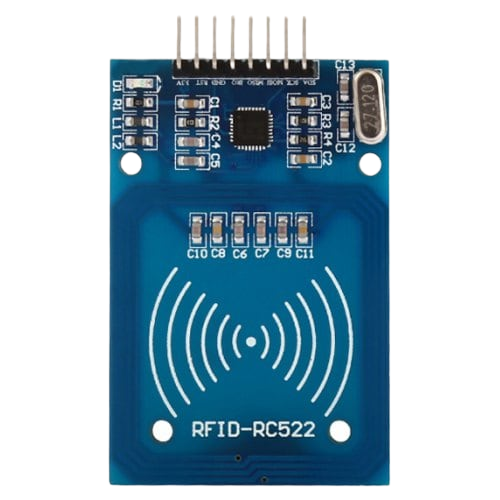 3.3V RST GND IRQ MISO MOSI SCK SDA
C13
27.120
C12
D1
R1
L1
L2
C1
R2
C4
C5
C3
R3
R4
C2
C10 C8 C6 C7 C9 C11
RFID-RC522